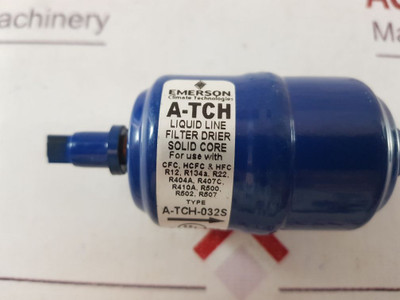 achinery
AC
Ma
EMERSON
Climate Technologies
A-TCH
LIQUID LINE
FILTER DRIER
SOLID CORE
For use with
CFC, HCFC & HFC
R12, R134a, R22,
R404A, R407C,
R410A, R500,
R502, R507
TYPE
A-TCH-032S